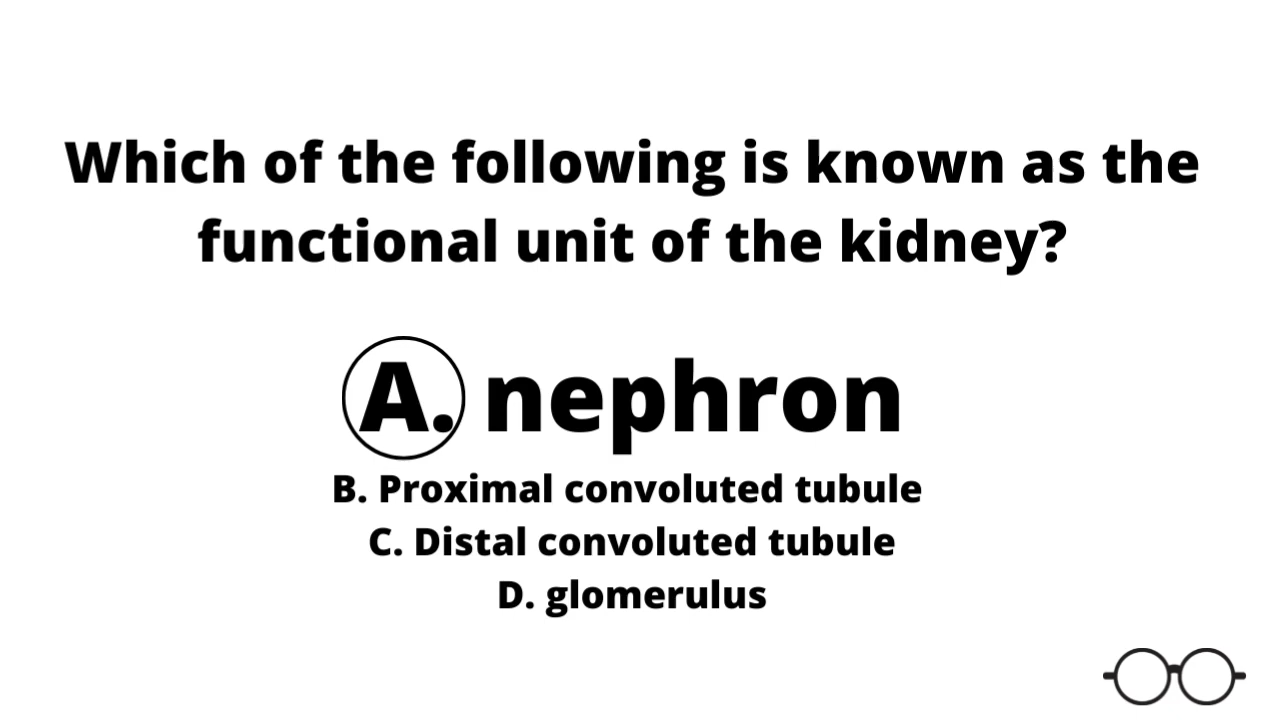 Which of the following is known as the
functional unit of the kidney?
A. nephron
B. Proximal convoluted tubule
C. Distal convoluted tubule
D. glomerulus